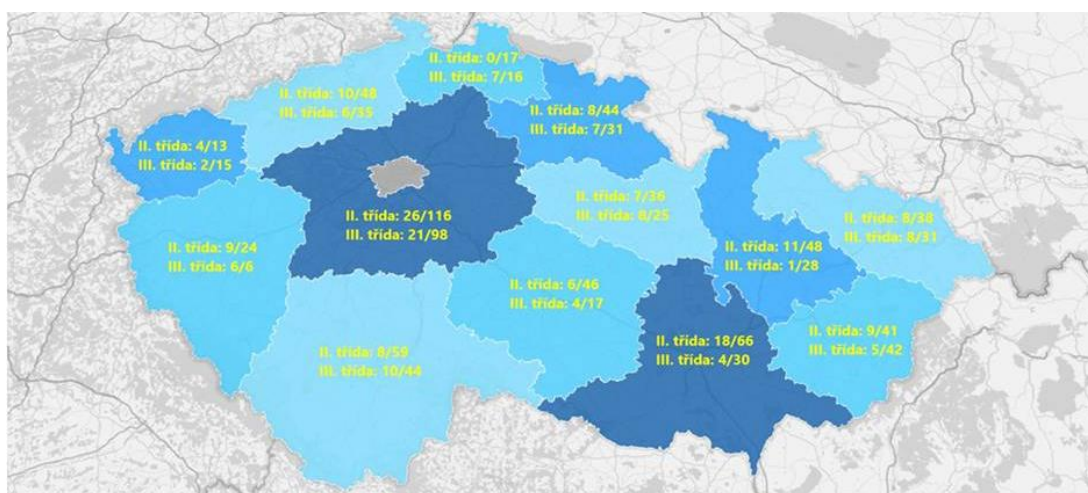 II. třída: 0/17
III. třída: 7/16
II. třída: 10/48
III. třída: 6/35
II. třída: 8/44
III. třída: 7/31
II. třída: 4/13
III. třída: 2/15
II. třída: 7/36
III. třída: 8/25
II. třída: 26/116
III. třída: 21/98
II. třída: 8/38
III. třída: 8/31
II. třída: 9/24
III. třída: 6/6
II. třída: 11/48
III. třída: 1/28
II. třída: 6/46
III. třída: 4/17
II. třída: 18/66
III. třída: 4/30
II. třída: 9/41
III. třída: 5/42
II. třída: 8/59
III. třída: 10/44